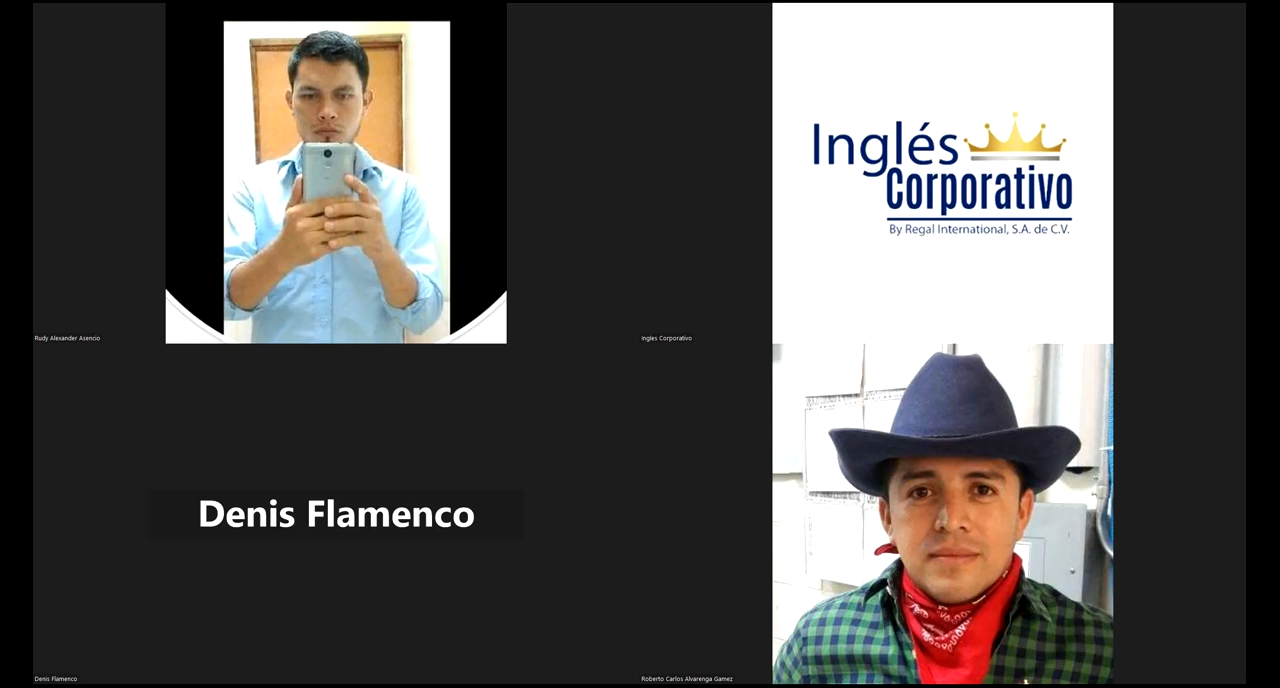 Inglés
Corporativo
By Regal International, S.A. de C.V.
Rudy Alexander Asencio
Ingles Corporativo
Denis Flamenco
Denis Flamenco
Roberto Carlos Alvarenga Gamez